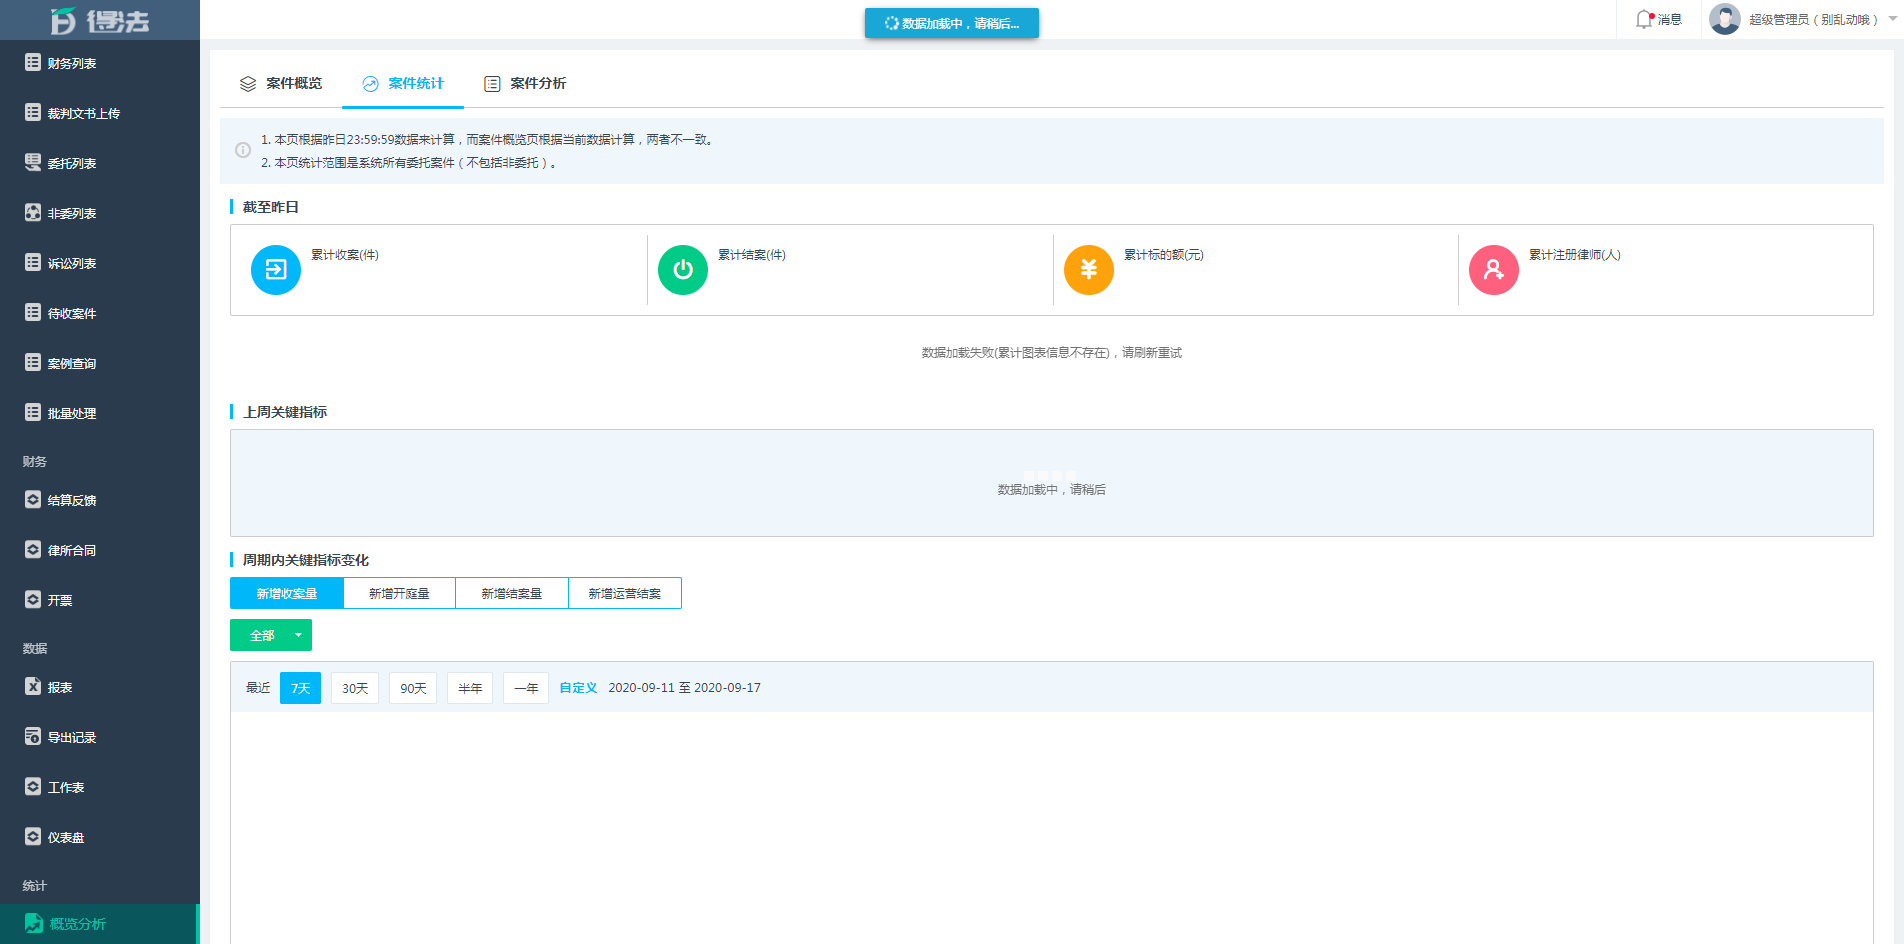 得法
数据加载中，请稍后...
消息
超级管理员（别乱动哦）
财务列表
裁判文书上传
委托列表
非委列表
诉讼列表
待收案件
案例查询
批量处理
财务
结算反馈
律所合同
开票
数据
报表
导出记录
工作表
仪表盘
统计
概览分析
案件概览
案件统计
案件分析
1. 本页根据昨日23:59:59数据来计算，而案件概览页根据当前数据计算，两者不一致。
2. 本页统计范围是系统所有委托案件（不包括非委托）。
截至昨日
累计收案(件)
累计结案(件)
累计标的额(元)
累计注册律师(人)
数据加载失败(累计图表信息不存在)，请刷新重试
上周关键指标
数据加载中，请稍后
周期内关键指标变化
新增收案量
新增开庭量
新增结案量
新增运营结案
全部
最近 7天 30天 90天 半年 一年 自定义 2020-09-11 至 2020-09-17